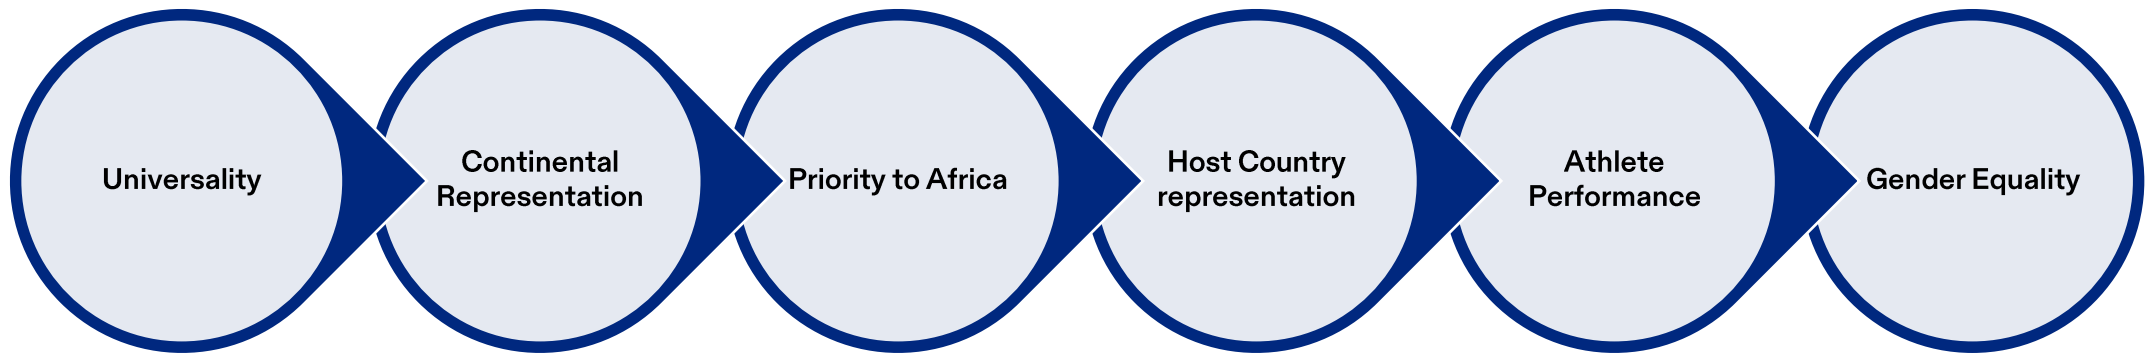 Universality
Continental
Representation
Priority to Africa
Host Country
representation
Athlete
Performance
Gender Equality